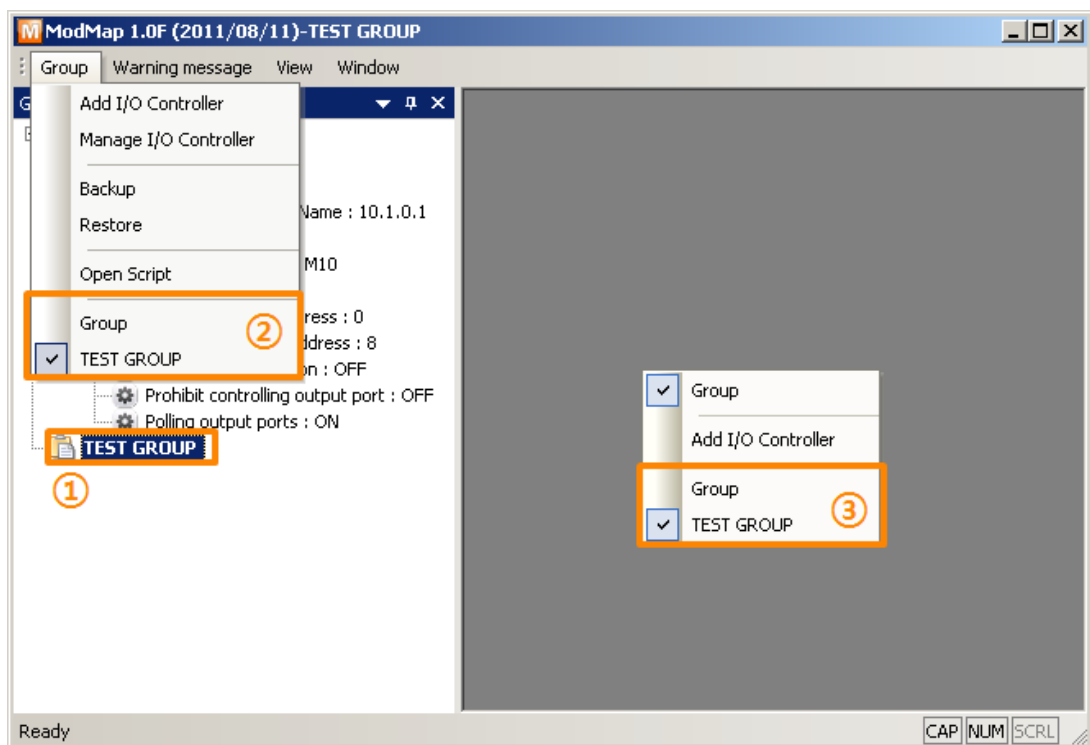 ModMap 1.0F (2011/08/11)-TEST GROUP
Group Warning message View Window
G
Add I/O Controller
Manage I/O Controller
Backup
Restore
Name : 10.1.0.1
Open Script
M10
Group
②
ress : 0
ddress : 8
TEST GROUP
on : OFF
Prohibit controlling output port : OFF
Polling output ports : ON
TEST GROUP
①
Group
Add I/O Controller
Group
TEST GROUP
③
Ready
CAP NUM SCRL